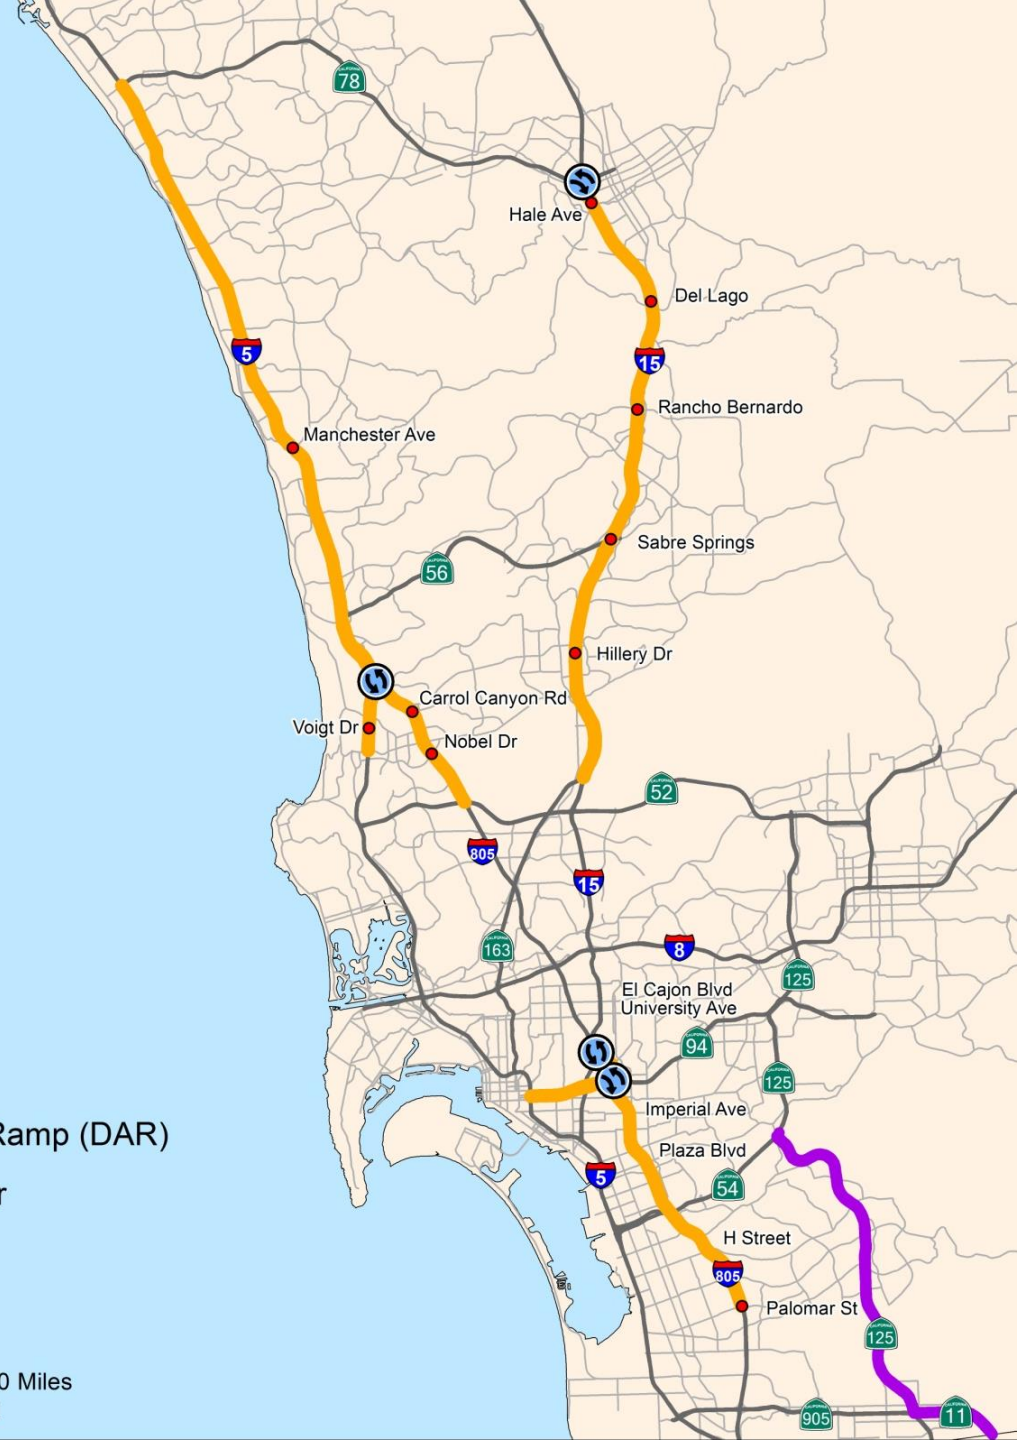 78
Hale Ave
Del Lago
5
15
Rancho Bernardo
Manchester Ave
Sabre Springs
56
Hillery Dr
Carrol Canyon Rd
Voigt Dr
Nobel Dr
52
805
15
163
8
125
El Cajon Blvd
University Ave
94
125
Imperial Ave
Ramp (DAR)
Plaza Blvd
5
54
r
H Street
805
Palomar St
125
0 Miles
905
11